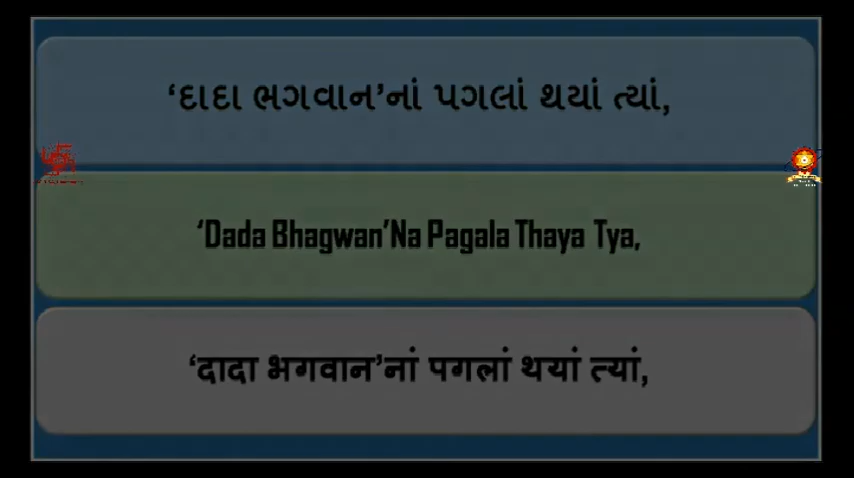 ‘દાદા ભગવાન’નાં પગલાં થયાં ત્યાં,
‘Dada Bhagwan’Na Pagala Thaya Tya,
‘दादा भगवान’नां पगलां थयां त्यां,